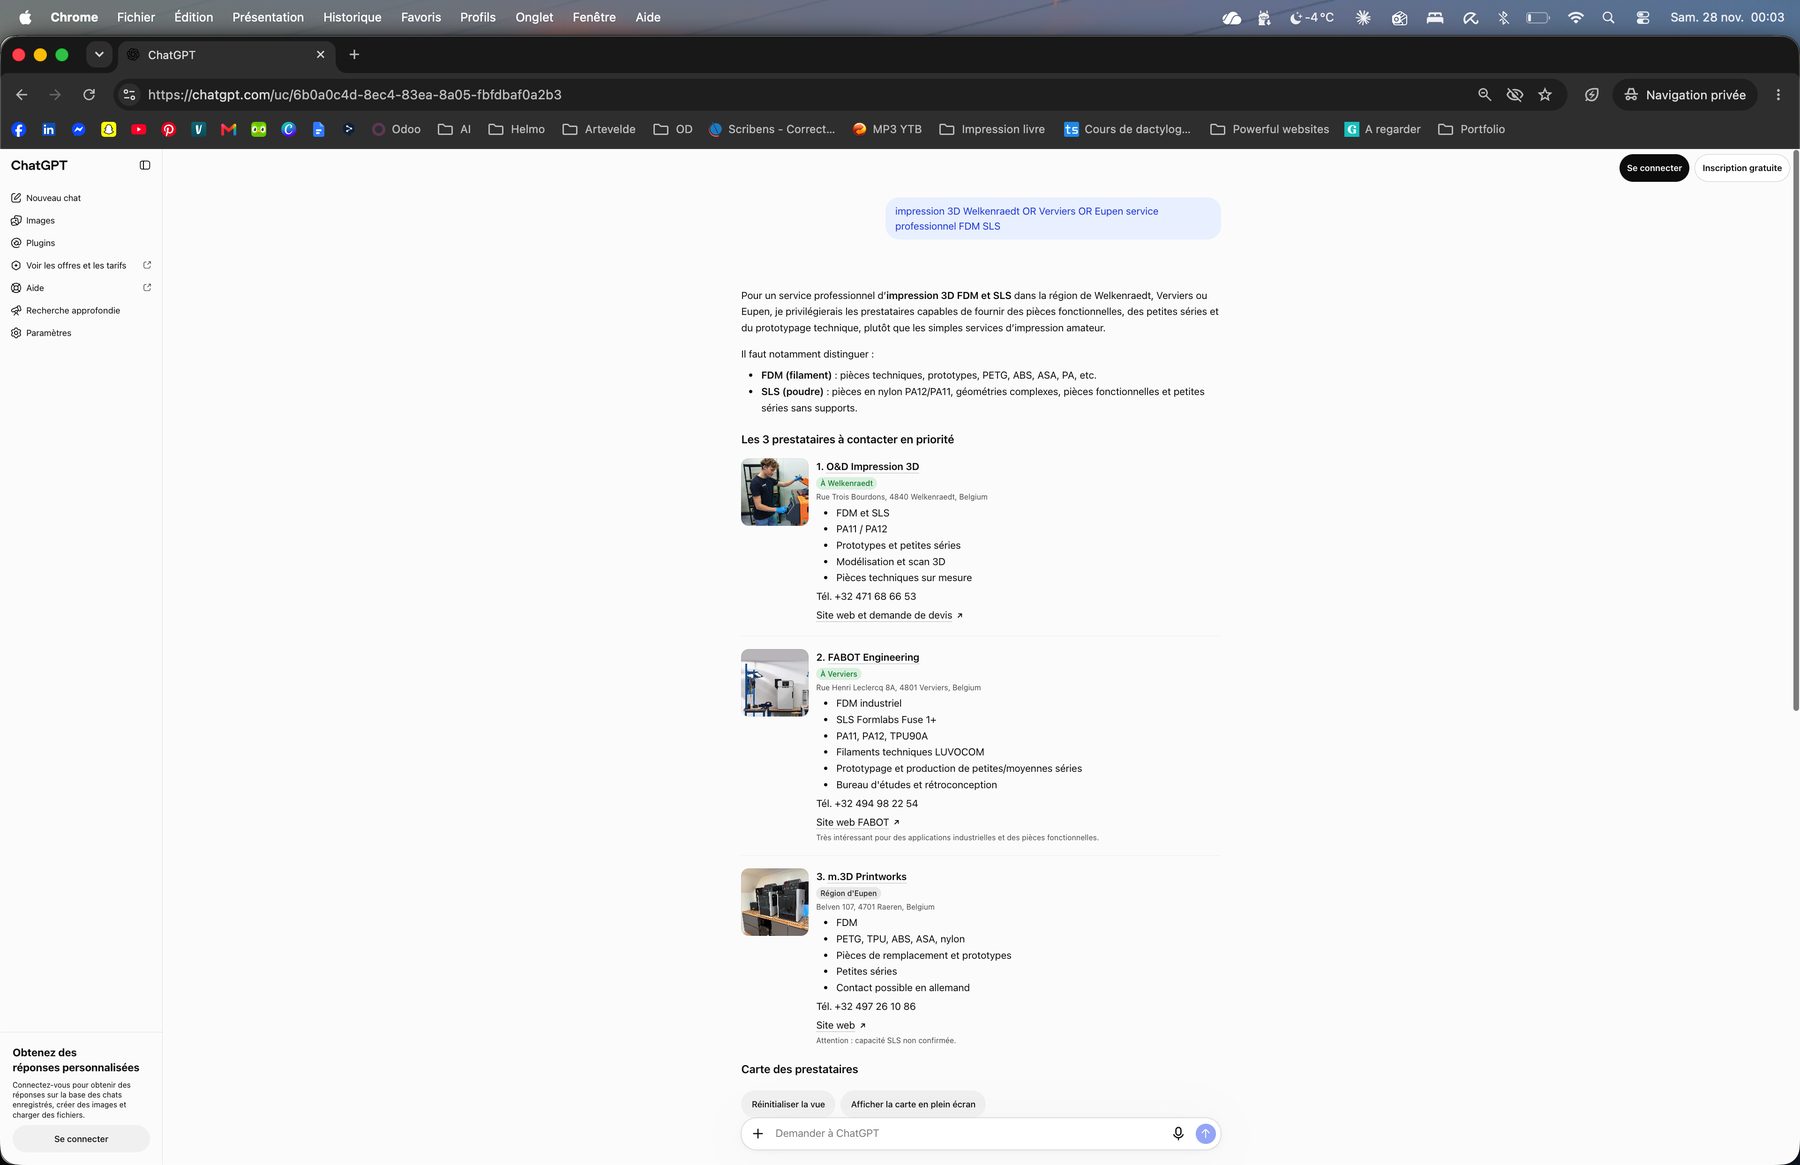 Chrome Fichier Édition Présentation Historique Favoris Profils Onglet Fenêtre Aide -4°C Sam. 28 nov. 00:03
ChatGPT
https://chatgpt.com/uc/6b0a0c4d-8ec4-83ea-8a05-fbfdbaf0a2b3 Navigation privée
Odoo AI Helmo Artevelde OD Scribens - Correct... MP3 YTB Impression livre Cours de dactylog... Powerful websites A regarder Portfolio
ChatGPT
Se connecter Inscription gratuite
Nouveau chat
Images
Plugins
Voir les offres et les tarifs
Aide
Recherche approfondie
Paramètres
impression 3D Welkenraedt OR Verviers OR Eupen service
professionnel FDM SLS
Pour un service professionnel d'impression 3D FDM et SLS dans la région de Welkenraedt, Verviers ou
Eupen, je privilégierais les prestataires capables de fournir des pièces fonctionnelles, des petites séries et
du prototypage technique, plutôt que les simples services d'impression amateur.
Il faut notamment distinguer :
• FDM (filament) : pièces techniques, prototypes, PETG, ABS, ASA, PA, etc.
• SLS (poudre) : pièces en nylon PA12/PA11, géométries complexes, pièces fonctionnelles et petites
séries sans supports.
Les 3 prestataires à contacter en priorité
1. O&D Impression 3D
À Welkenraedt
Rue Trois Bourdons, 4840 Welkenraedt, Belgium
• FDM et SLS
• PA11 / PA12
• Prototypes et petites séries
• Modélisation et scan 3D
• Pièces techniques sur mesure
Tél. +32 471 68 66 53
Site web et demande de devis ↗
2. FABOT Engineering
À Verviers
Rue Henri Leclercq 8A, 4801 Verviers, Belgium
• FDM industriel
• SLS Formlabs Fuse 1+
• PA11, PA12, TPU90A
• Filaments techniques LUVOCOM
• Prototypage et production de petites/moyennes séries
• Bureau d'études et rétroconception
Tél. +32 494 98 22 54
Site web FABOT ↗
Très intéressant pour des applications industrielles et des pièces fonctionnelles.
3. m.3D Printworks
Région d'Eupen
Belven 107, 4701 Raeren, Belgium
• FDM
• PETG, TPU, ABS, ASA, nylon
• Pièces de remplacement et prototypes
• Petites séries
• Contact possible en allemand
Tél. +32 497 26 10 86
Site web ↗
Attention : capacité SLS non confirmée.
Carte des prestataires
Réinitialiser la vue Afficher la carte en plein écran
Demander à ChatGPT
Obtenez des
réponses personnalisées
Connectez-vous pour obtenir des
réponses sur la base des chats
enregistrés, créer des images et
charger des fichiers.
Se connecter